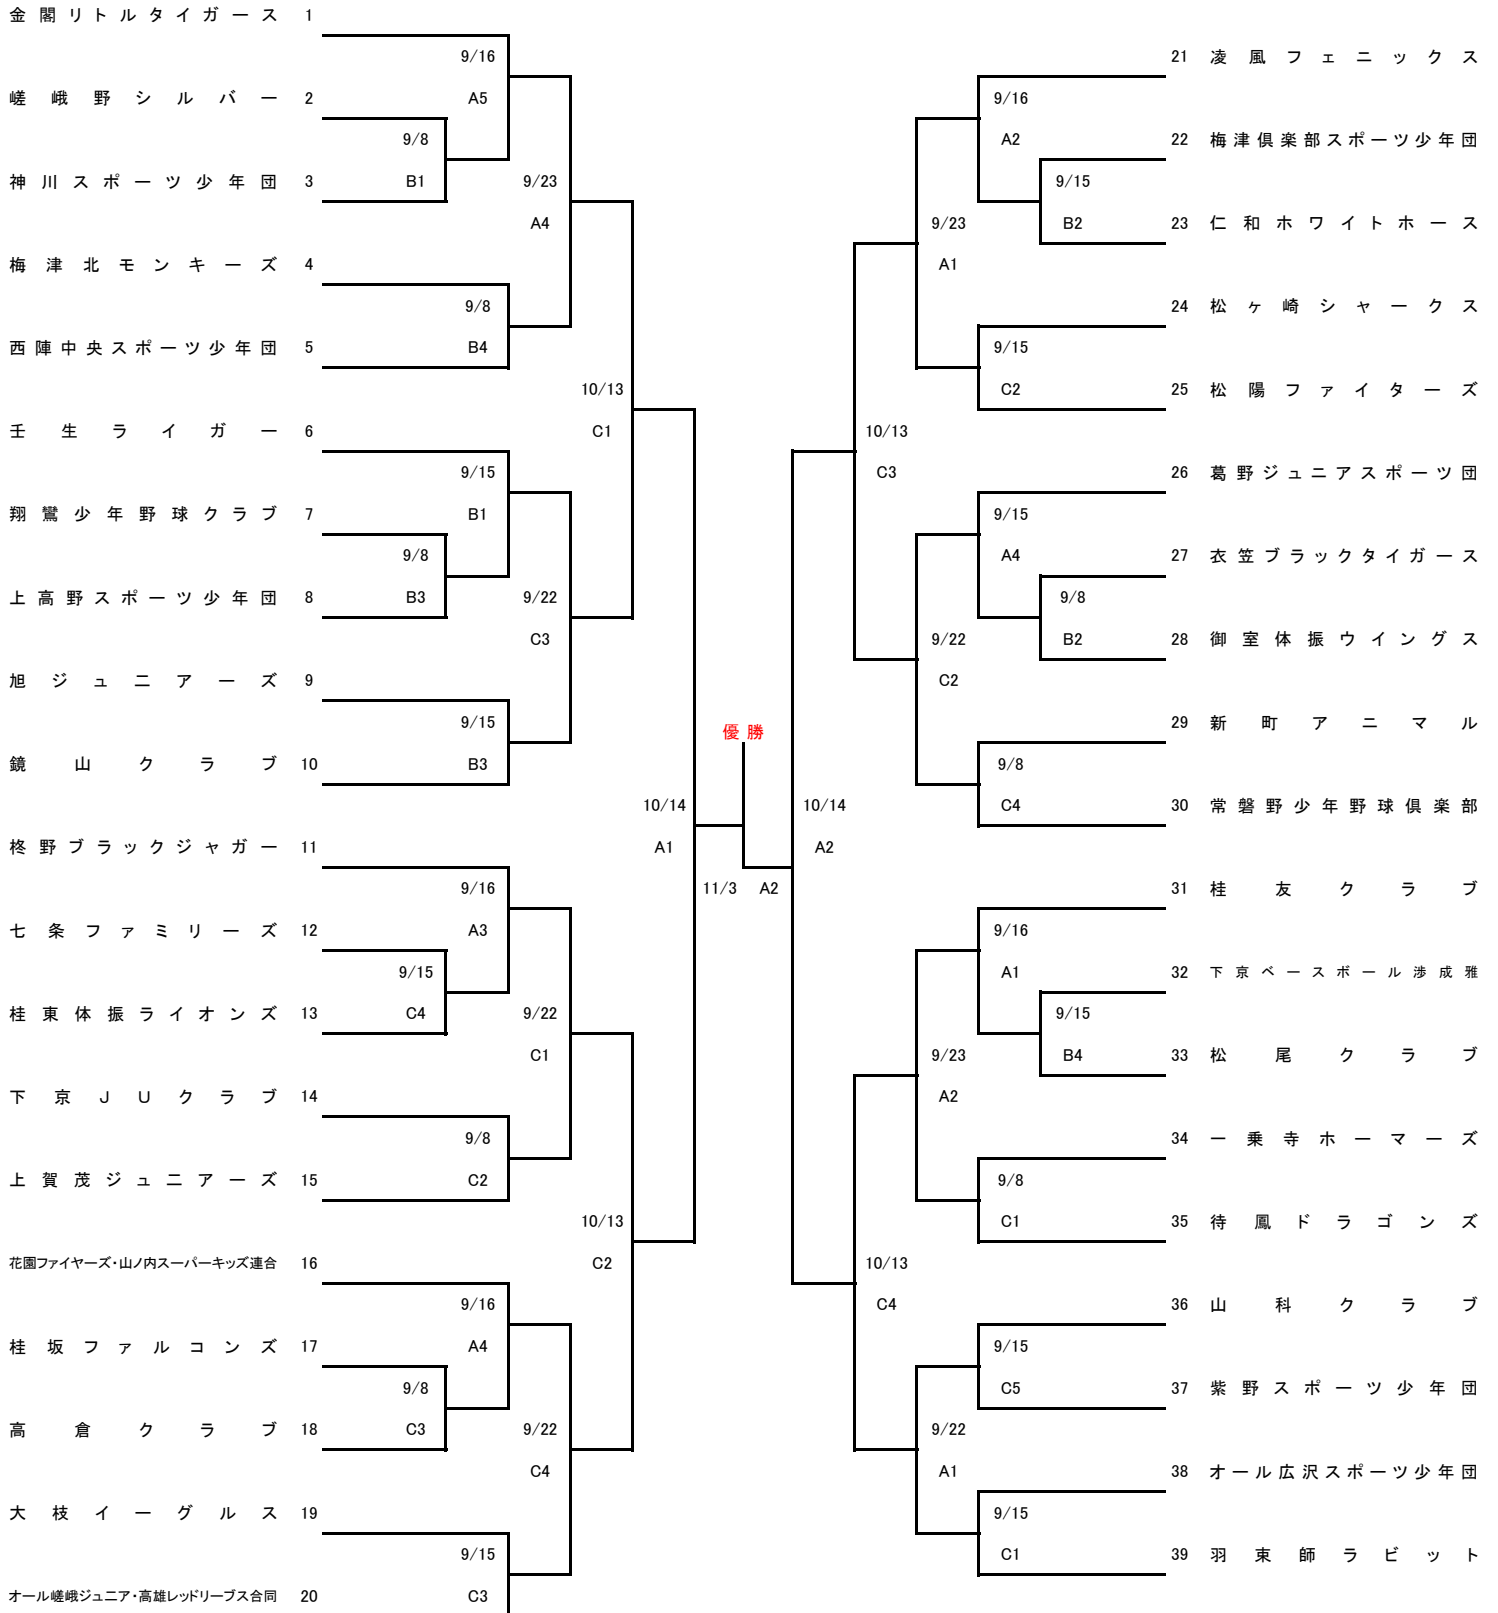 金閣リトルタイガース 1
9/16
A5
嵯峨野シルバー 2
9/8
B1
神川スポーツ少年団 3
9/23
A4
梅津北モンキーズ 4
9/8
B4
西陣中央スポーツ少年団 5
10/13
C1
壬生ライガー 6
9/15
B1
翔鸞少年野球クラブ 7
9/8
B3
上高野スポーツ少年団 8
9/22
C3
旭ジュニアーズ 9
9/15
B3
鏡山クラブ 10
10/14
A1
柊野ブラックジャガー 11
9/16
A3
七条ファミリーズ 12
9/15
C4
桂東体振ライオンズ 13
9/22
C1
下京JUクラブ 14
9/8
C2
上賀茂ジュニアーズ 15
10/13
C2
花園ファイヤーズ・山ノ内スーパーキッズ連合 16
9/16
A4
桂坂ファルコンズ 17
9/8
C3
高倉クラブ 18
9/22
C4
大枝イーグルス 19
9/15
C3
オール嵯峨ジュニア・高雄レッドリーブス合同 20
優勝
11/3 A2
21 凌風フェニックス
9/16
A2
22 梅津倶楽部スポーツ少年団
9/15
B2
23 仁和ホワイトホース
9/23
A1
24 松ヶ崎シャークス
9/15
C2
25 松陽ファイターズ
10/13
C3
26 葛野ジュニアスポーツ団
9/15
A4
27 衣笠ブラックタイガース
9/8
B2
28 御室体振ウイングス
9/22
C2
29 新町アニマル
9/8
C4
30 常磐野少年野球倶楽部
10/14
A2
31 桂友クラブ
9/16
A1
32 下京ベースボール渉成雅
9/15
B4
33 松尾クラブ
9/23
A2
34 一乗寺ホーマーズ
9/8
C1
35 待鳳ドラゴンズ
10/13
C4
36 山科クラブ
9/15
C5
37 紫野スポーツ少年団
9/22
A1
38 オール広沢スポーツ少年団
9/15
C1
39 羽束師ラビット